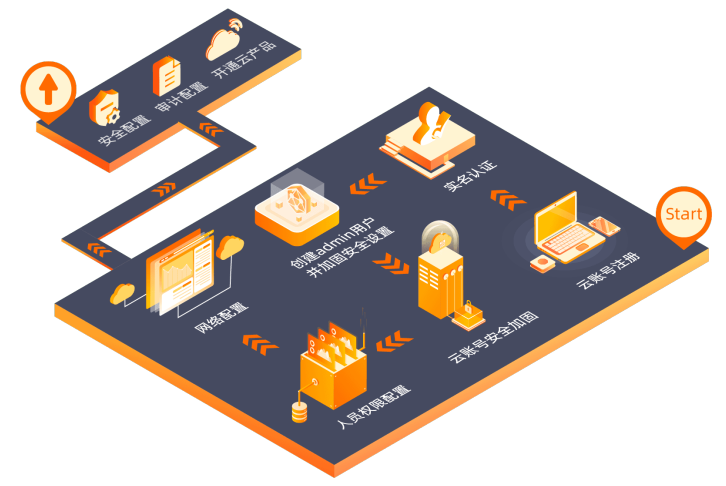 Start
云账号注册
实名认证
创建admin用户
并加固安全设置
云账号安全加固
人员权限配置
网络配置
安全配置
审计配置
开通云产品